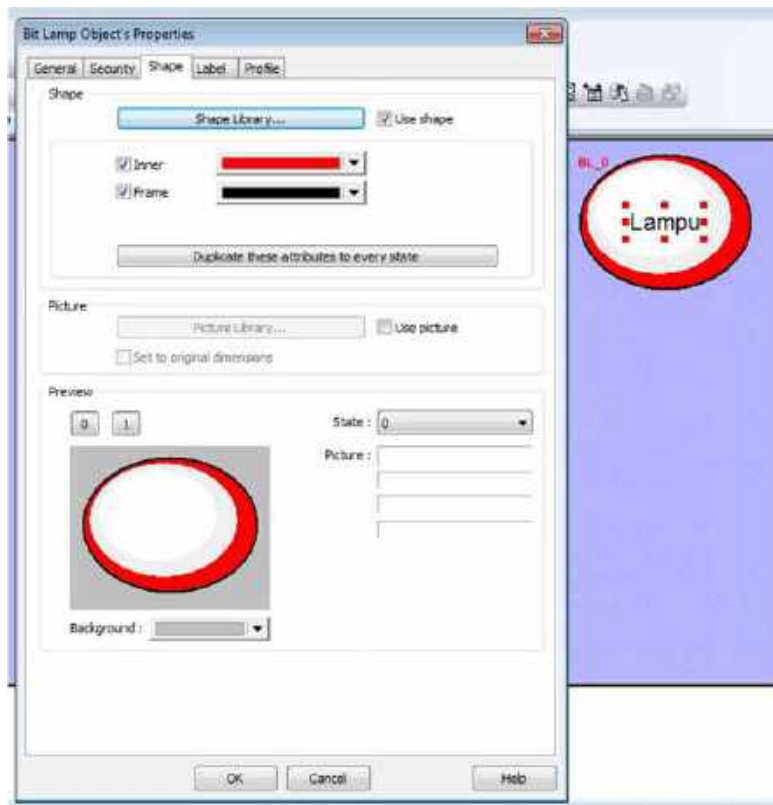 Bit Lamp Object's Properties
General Security Shape Label Profile
Shape
Shape Library...
Use shape
Inner
Frame
Duplicate these attributes to every state
Picture
Picture Library...
Use picture
Set to original dimensions
Preview
0 1
State : 0
Picture :
Background :
OK Cancel Help
BL_0
Lampu